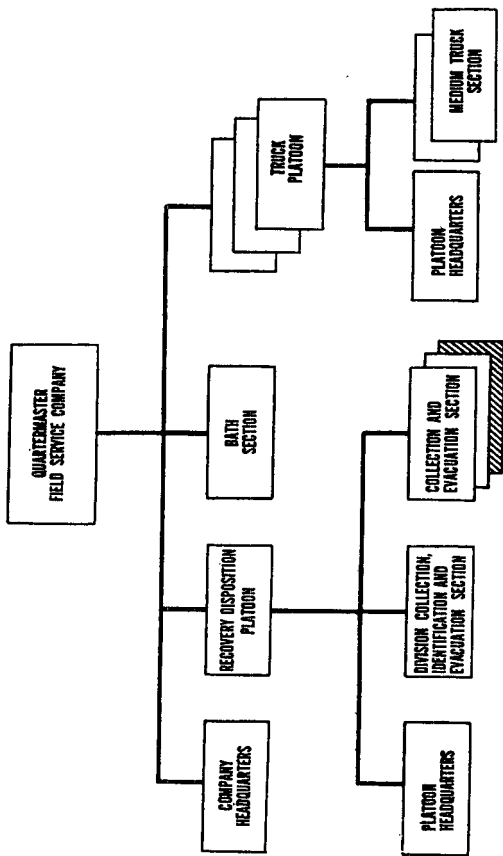 QUARTERMASTER
FIELD SERVICE COMPANY
COMPANY
HEADQUARTERS
RECOVERY DISPOSITION
PLATOON
BATH
SECTION
TRUCK
PLATOON
PLATOON HEADQUARTERS
DIVISION COLLECTION,
IDENTIFICATION AND
EVACUATION SECTION
COLLECTION AND
EVACUATION SECTION
PLATOON
HEADQUARTERS
MEDIUM TRUCK
SECTION